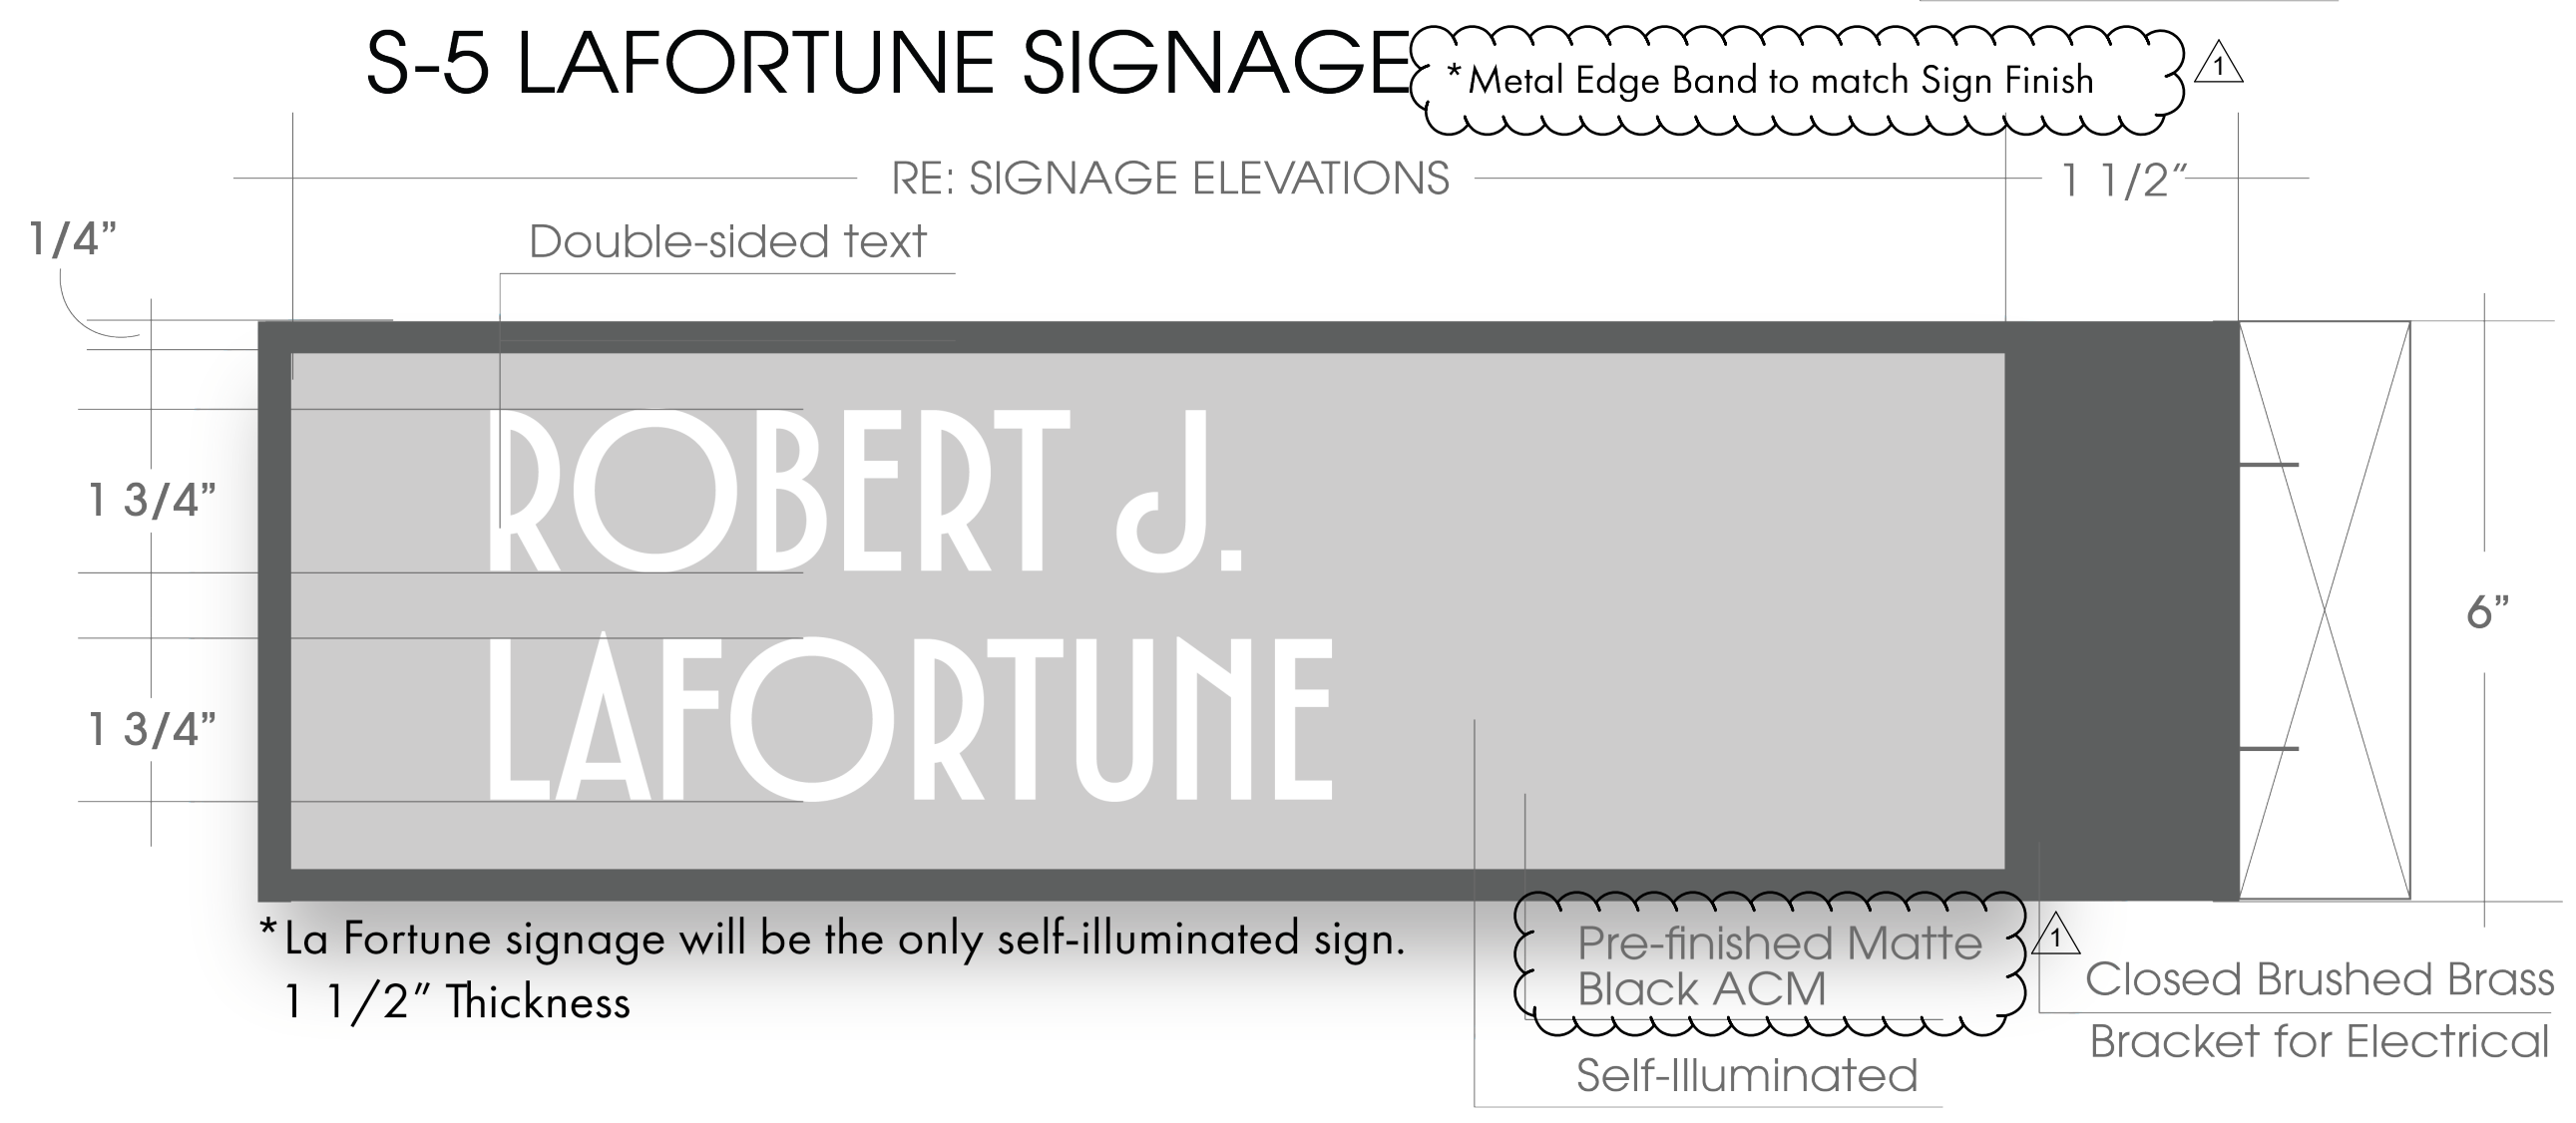 S-5 LAFORTUNE SIGNAGE
*Metal Edge Band to match Sign Finish
1
RE: SIGNAGE ELEVATIONS
1 1/2”
1/4”
Double-sided text
ROBERT J.
1 3/4”
6”
LAFORTUNE
1 3/4”
*La Fortune signage will be the only self-illuminated sign.
1 1/2” Thickness
Pre-finished Matte
Black ACM
1
Closed Brushed Brass
Bracket for Electrical
Self-Illuminated